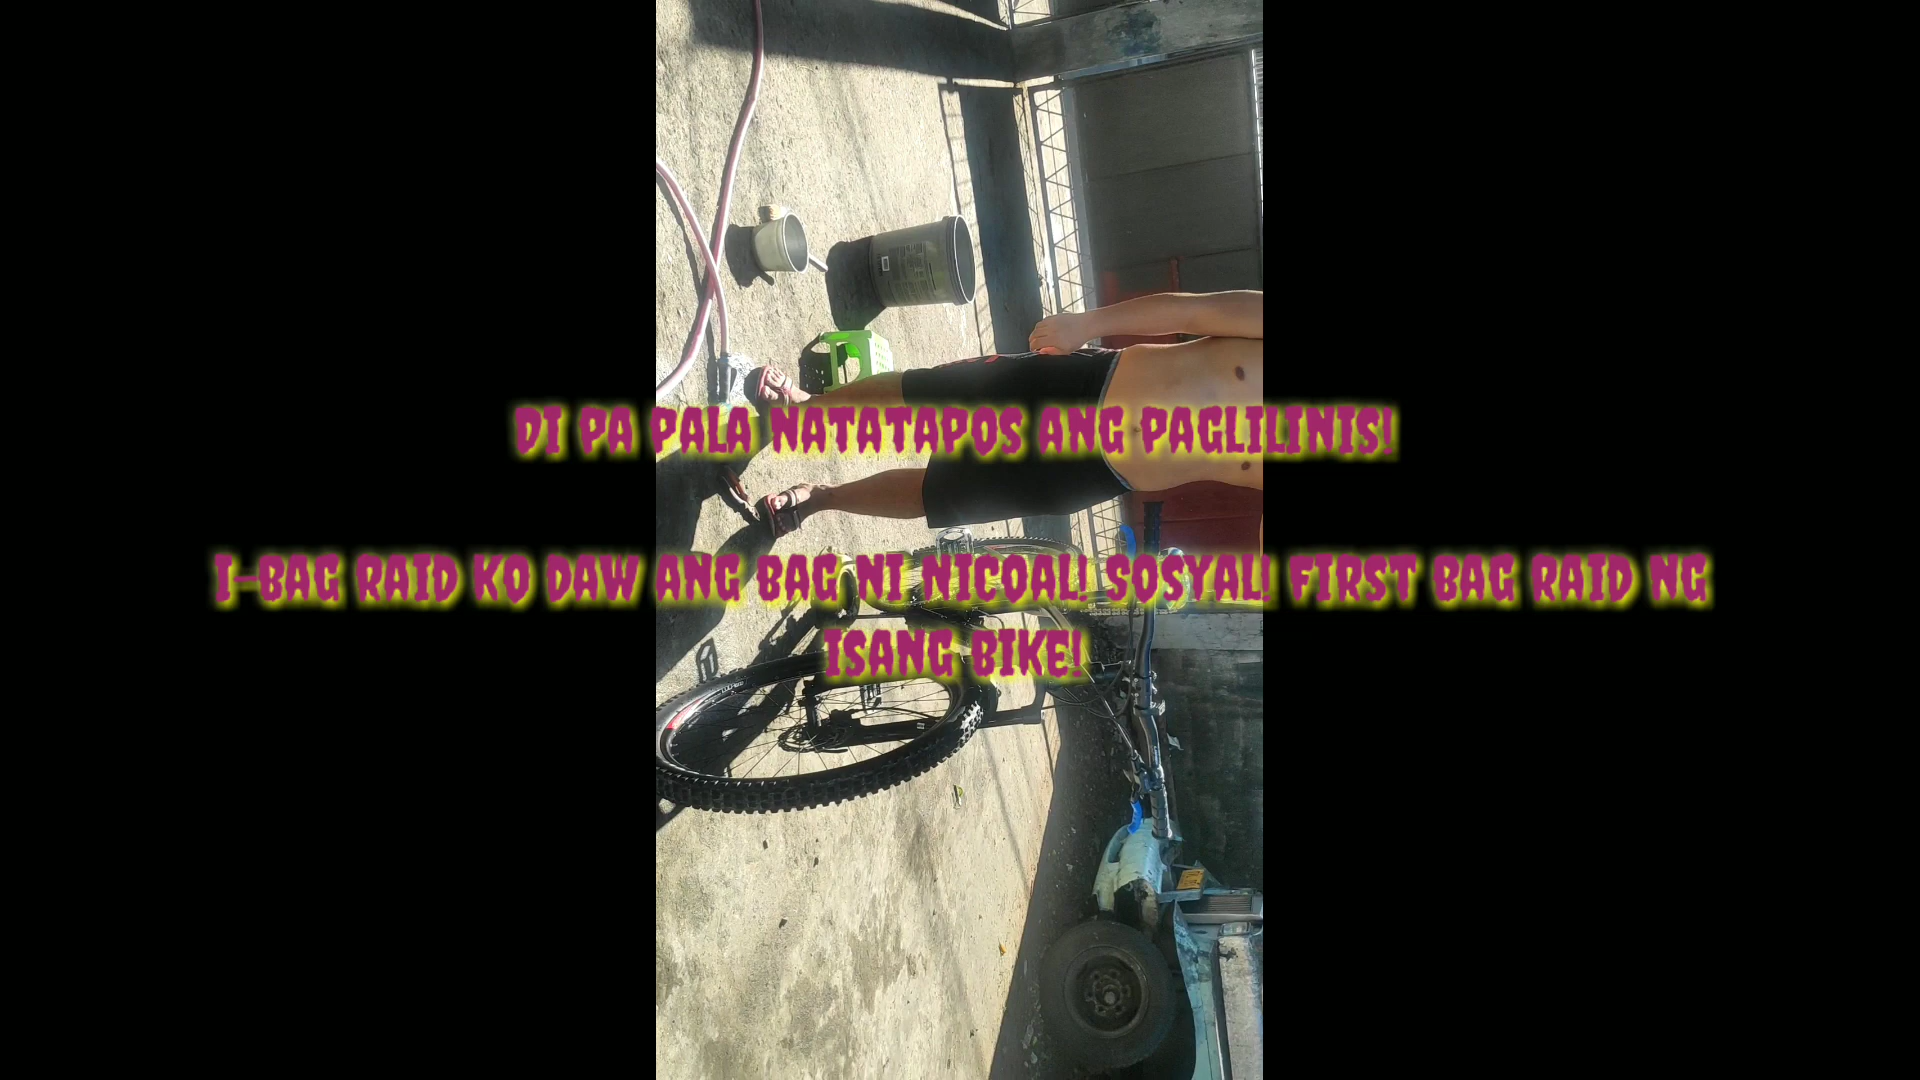 DI PA PALA NATATAPOS ANG PAGLILINIS!
I-BAG RAID KO DAW ANG BAG NI NICOAL! SOSYAL! FIRST BAG RAID NG
ISANG BIKE!